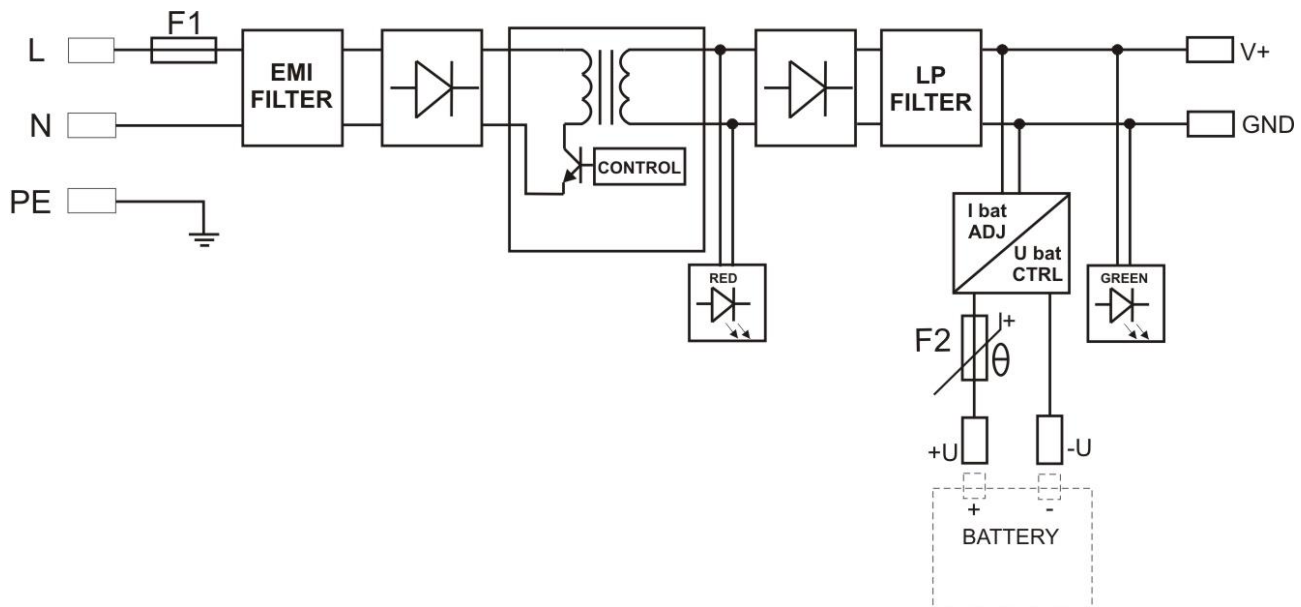 L
F1
EMI
FILTER
LP
FILTER
V+
N
GND
CONTROL
PE
I bat
ADJ
U bat
CTRL
RED
GREEN
F2
I+
θ
+U
-U
+
-
BATTERY